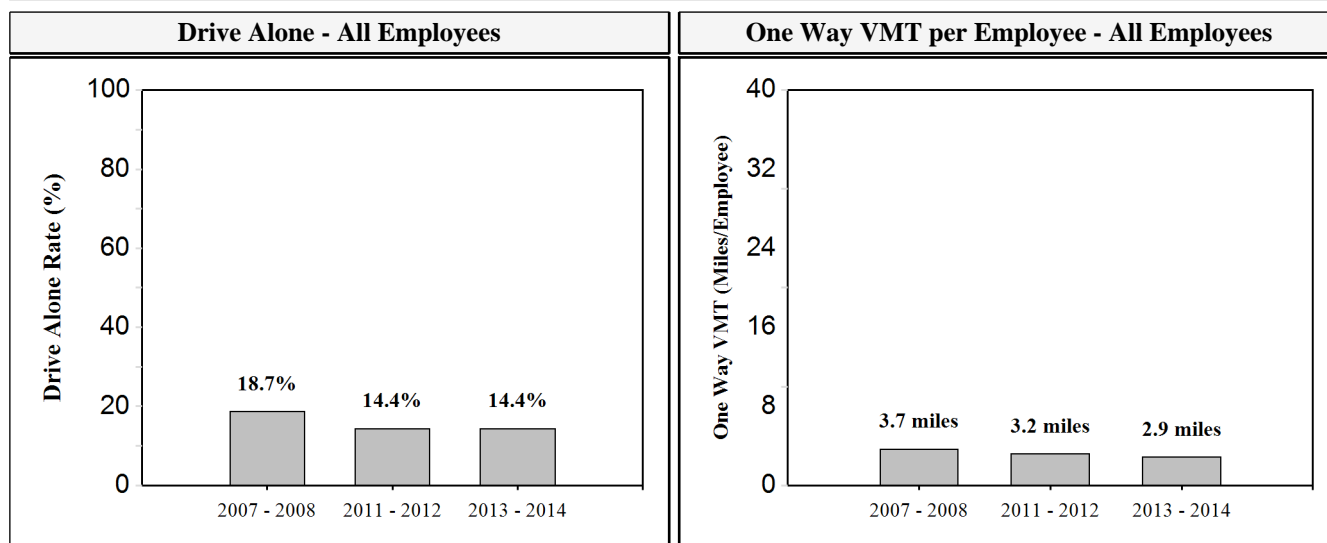 Drive Alone - All Employees
One Way VMT per Employee - All Employees
Drive Alone Rate (%)
100
80
60
40
20
0
18.7%
14.4%
14.4%
2007 - 2008
2011 - 2012
2013 - 2014
One Way VMT (Miles/Employee)
40
32
24
16
8
0
3.7 miles
3.2 miles
2.9 miles
2007 - 2008
2011 - 2012
2013 - 2014